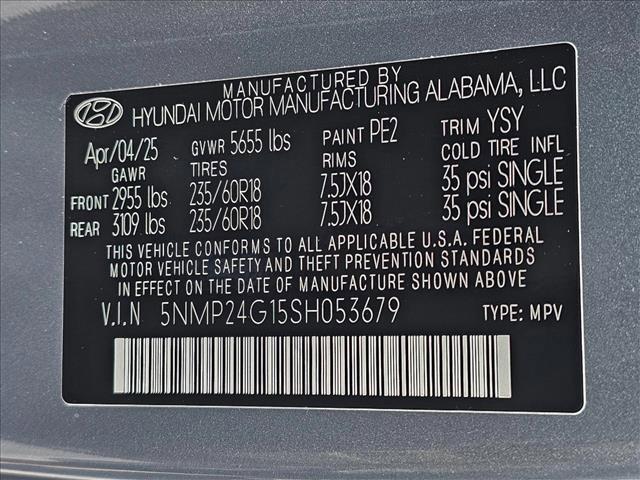 MANUFACTURED BY
HYUNDAI MOTOR MANUFACTURING ALABAMA, LLC
Apr/04/25 GVWR 5655 lbs PAINT PE2 TRIM YSY
GAWR TIRES RIMS COLD TIRE INFL
FRONT 2955 lbs 235/60R18 7.5JX18 35 psi SINGLE
REAR 3109 lbs 235/60R18 7.5JX18 35 psi SINGLE
THIS VEHICLE CONFORMS TO ALL APPLICABLE U.S.A. FEDERAL
MOTOR VEHICLE SAFETY AND THEFT PREVENTION STANDARDS
IN EFFECT ON THE DATE OF MANUFACTURE SHOWN ABOVE.
V.I.N 5NMP24G15SH053679 TYPE: MPV